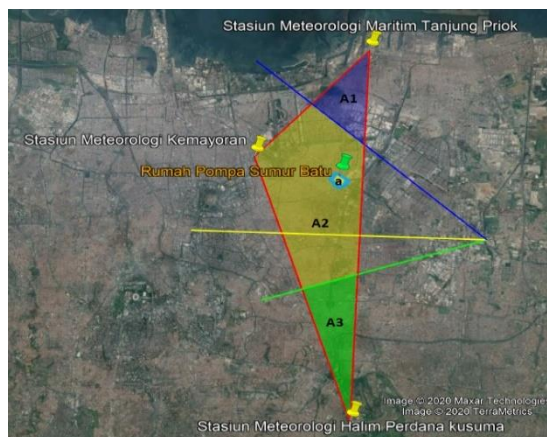 Stasiun Meteorologi Maritim Tanjung Priok
A1
Stasiun Meteorologi Kemayoran
Rumah Pompa Sumur Batu
a
A2
A3
Image © 2020 Maxar Technologie
Image © 2020 TerraMetrics
Stasiun Meteorologi Halim Perdana kusuma